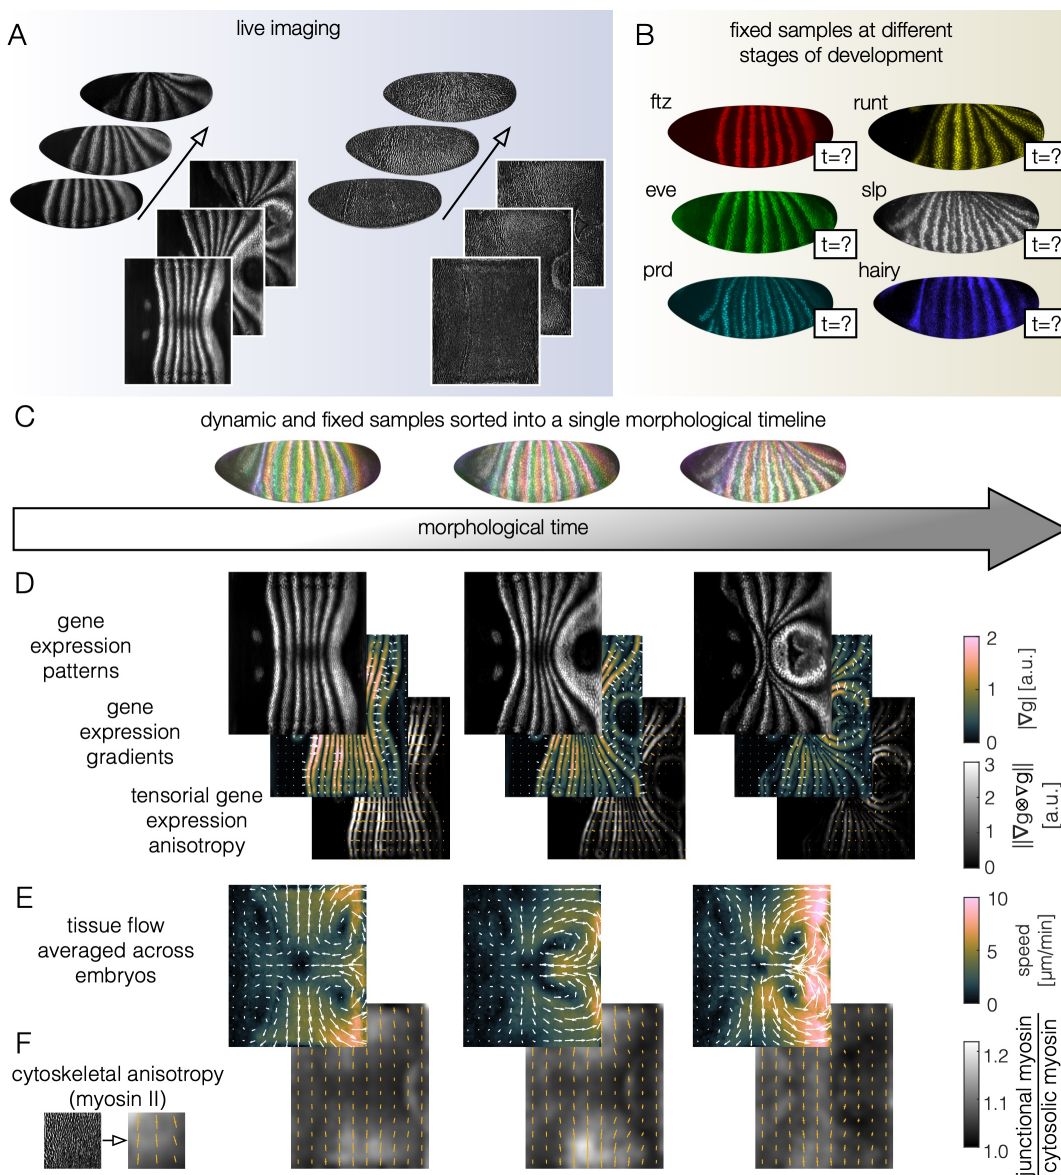 A
live imaging
B
fixed samples at different
stages of development
ftz
t=?
runt
t=?
eve
t=?
slp
t=?
prd
t=?
hairy
t=?
C
dynamic and fixed samples sorted into a single morphological timeline
morphological time
D
gene
expression
patterns
gene
expression
gradients
tensorial gene
expression
anisotropy
2
1
0
|∇g| [a.u.]
3
2
1
0
||∇g⊗∇g||
[a.u.]
E
tissue flow
averaged across
embryos
10
5
0
speed
[µm/min]
F
cytoskeletal anisotropy
(myosin II)
1.2
1.1
1.0
junctional myosin
cytosolic myosin